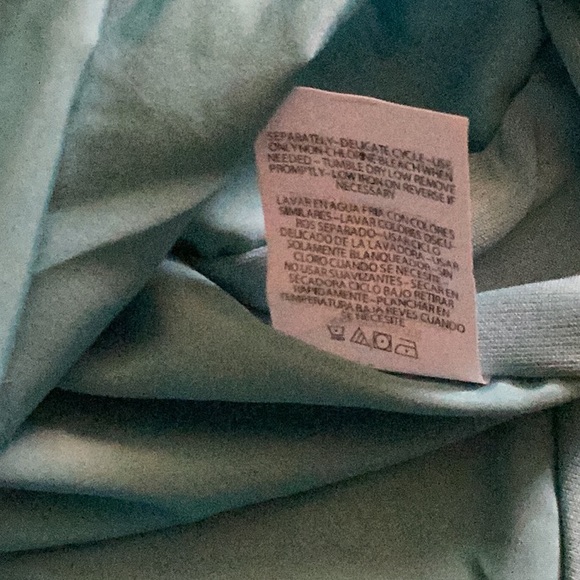 SEPARATELY-DELICATE CYCLE-USE
ONLY NON-CHLORINE BLEACH WHEN
NEEDED - TUMBLE DRY LOW REMOVE
PROMPTLY-LOW IRON ON REVERSE IF
NECESSARY
LAVAR EN AGUA FRIA CON COLORES
SIMILARES-LAVAR COLORES OSCU-
ROS SEPARADO-USAR CICLO
DELICADO DE LA LAVADORA-USAR
SOLAMENTE BLANQUEADOR-SIN
CLORO CUANDO SE NECESITE
NO USAR SUAVIZANTES-SECAR EN
SECADORA CICLO BAJO RETIRAR
RAPIDAMENTE-PLANCHAR EN
TEMPERATURA BAJA REVES CUANDO
SE NECESITE